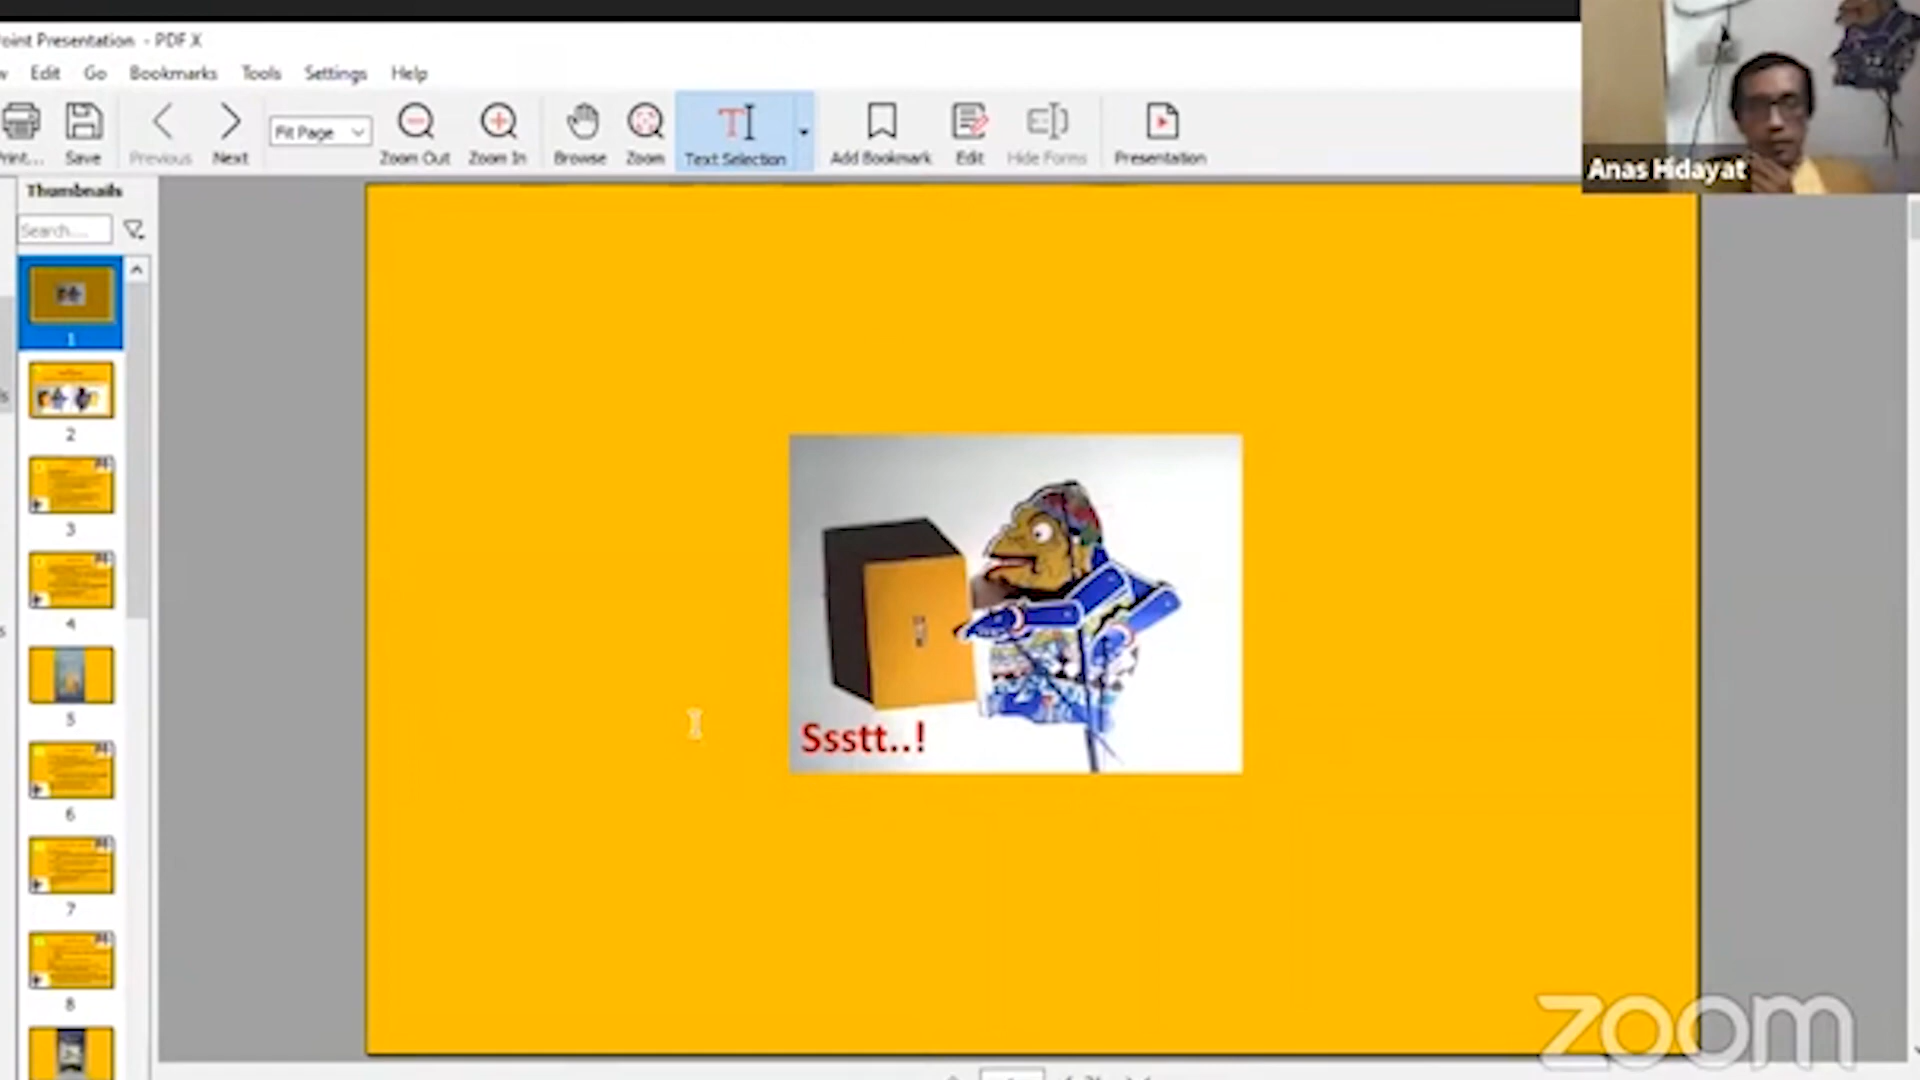 oint Presentation - PDF X
w Edit Go Bookmarks Tools Settings Help
Print... Save Previous Next Fit Page Zoom Out Zoom In Browse Zoom Text Selection Add Bookmark Edit Hide Forms Presentation
Anas Hidayat
Thumbnails
Search....
1
2
3
4
5
6
7
8
Ssstt..!
zoom